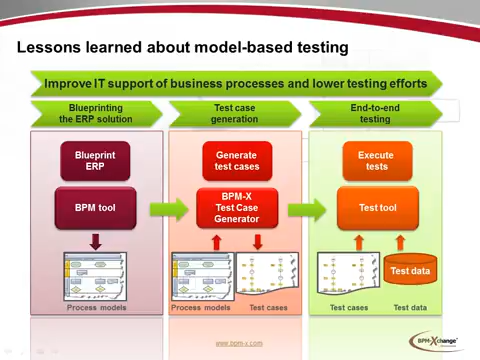 Lessons learned about model-based testing
Improve IT support of business processes and lower testing efforts
Blueprinting
the ERP solution
Test case
generation
End-to-end
testing
Blueprint
ERP
Generate
test cases
Execute
tests
BPM tool
BPM-X
Test Case
Generator
Test tool
Test data
Process models
Process models
Test cases
Test cases
Test data
www.bpm-x.com
BPM-Xchange